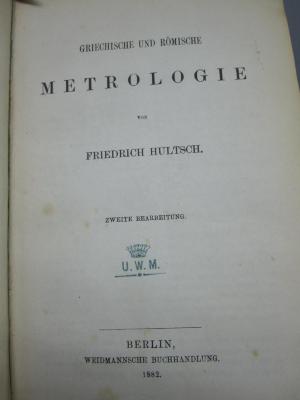 GRIECHISCHE UND RÖMISCHE
METROLOGIE
VON
FRIEDRICH HULTSCH.
ZWEITE BEARBEITUNG.
U.W.M.
BERLIN,
WEIDMANNSCHE BUCHHANDLUNG.
1882.